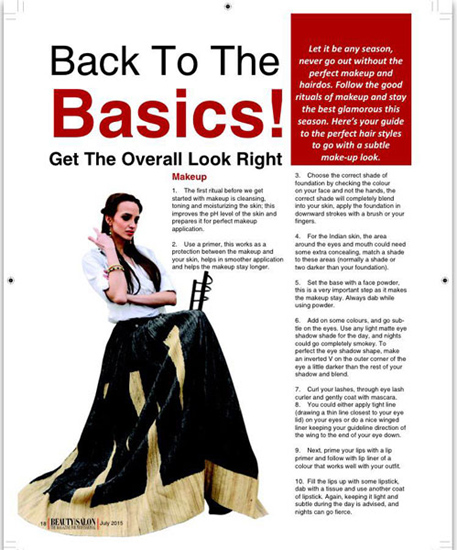 Back To The
Basics!
Get The Overall Look Right
Let it be any season,
never go out without the
perfect makeup and
hairdos. Follow the good
rituals of makeup and stay
the best glamorous this
season. Here's your guide
to the perfect hair styles
to go with a subtle
make-up look.
Makeup
1. The first ritual before we get
started with makeup is cleansing,
toning and moisturizing the skin; this
improves the pH level of the skin and
prepares it for perfect makeup
application.
2. Use a primer, this works as a
protection between the makeup and
your skin, helps in smoother application
and helps the makeup stay longer.
3. Choose the correct shade of
foundation by checking the colour
on your face and not the hands, the
correct shade will completely blend
into your skin, apply the foundation in
downward strokes with a brush or your
fingers.
4. For the Indian skin, the area
around the eyes and mouth could need
some extra concealing, match a shade
to these areas (normally a shade or
two darker than your foundation).
5. Set the base with a face powder,
this is a very important step as it makes
the makeup stay. Always dab while
using powder.
6. Add on some colours, and go sub-
tle on the eyes. Use any light matte eye
shadow shade for the day, and nights
could go completely smokey. To
perfect the eye shadow shape, make
an inverted V on the outer corner of the
eye a little darker than the rest of your
shadow and blend.
7. Curl your lashes, through eye lash
curler and gently coat with mascara.
8. You could either apply tight line
(drawing a thin line closest to your eye
lid) on your eyes or do a nice winged
liner keeping your guideline direction of
the wing to the end of your eye down.
9. Next, prime your lips with a lip
primer and follow with lip liner of a
colour that works well with your outfit.
10. Fill the lips up with some lipstick,
dab with a tissue and use another coat
of lipstick. Again, keeping it light and
subtle during the day is advised, and
nights can go fierce.
18 BEAUTY SALON July 2015